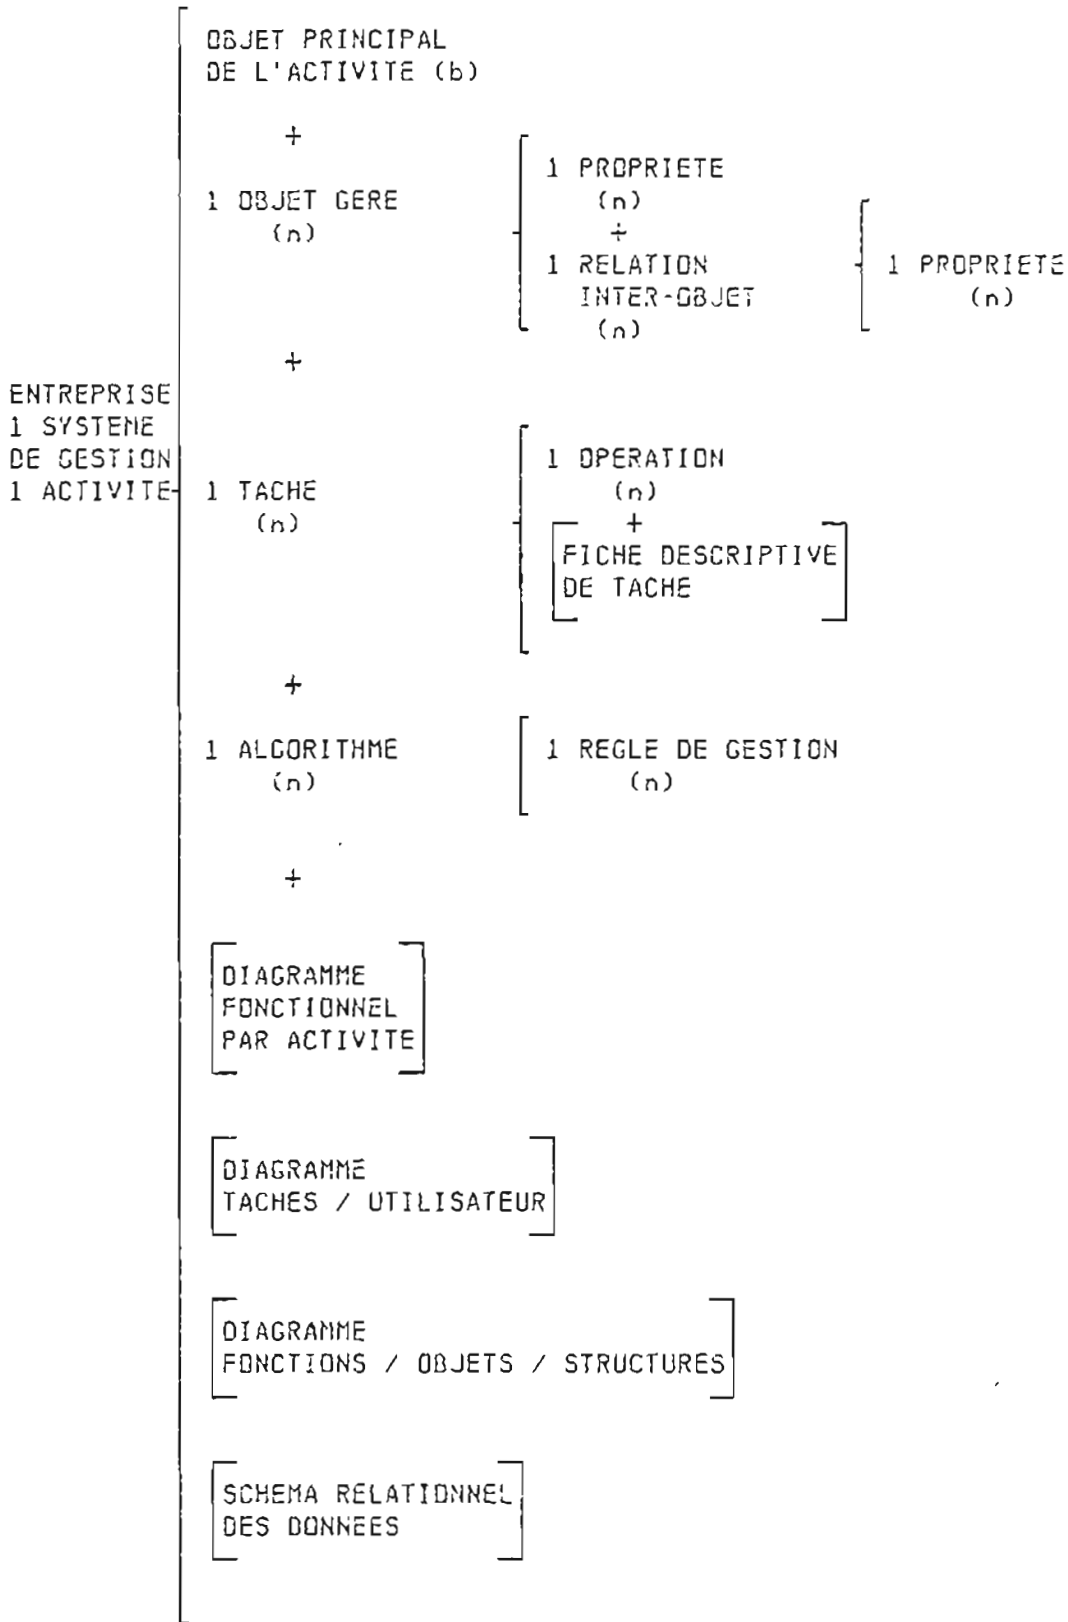 OBJET PRINCIPAL
DE L'ACTIVITE (b)
+
1 OBJET GERE
(n)
1 PROPRIETE
(n)
+
1 RELATION
INTER-OBJET
(n)
1 PROPRIETE
(n)
+
ENTREPRISE
1 SYSTEME
DE GESTION
1 ACTIVITE
1 TACHE
(n)
1 OPERATION
(n)
+
FICHE DESCRIPTIVE
DE TACHE
+
1 ALGORITHME
(n)
1 REGLE DE GESTION
(n)
+
DIAGRAMME
FONCTIONNEL
PAR ACTIVITE
DIAGRAMME
TACHES / UTILISATEUR
DIAGRAMME
FONCTIONS / OBJETS / STRUCTURES
SCHEMA RELATIONNEL
DES DONNEES